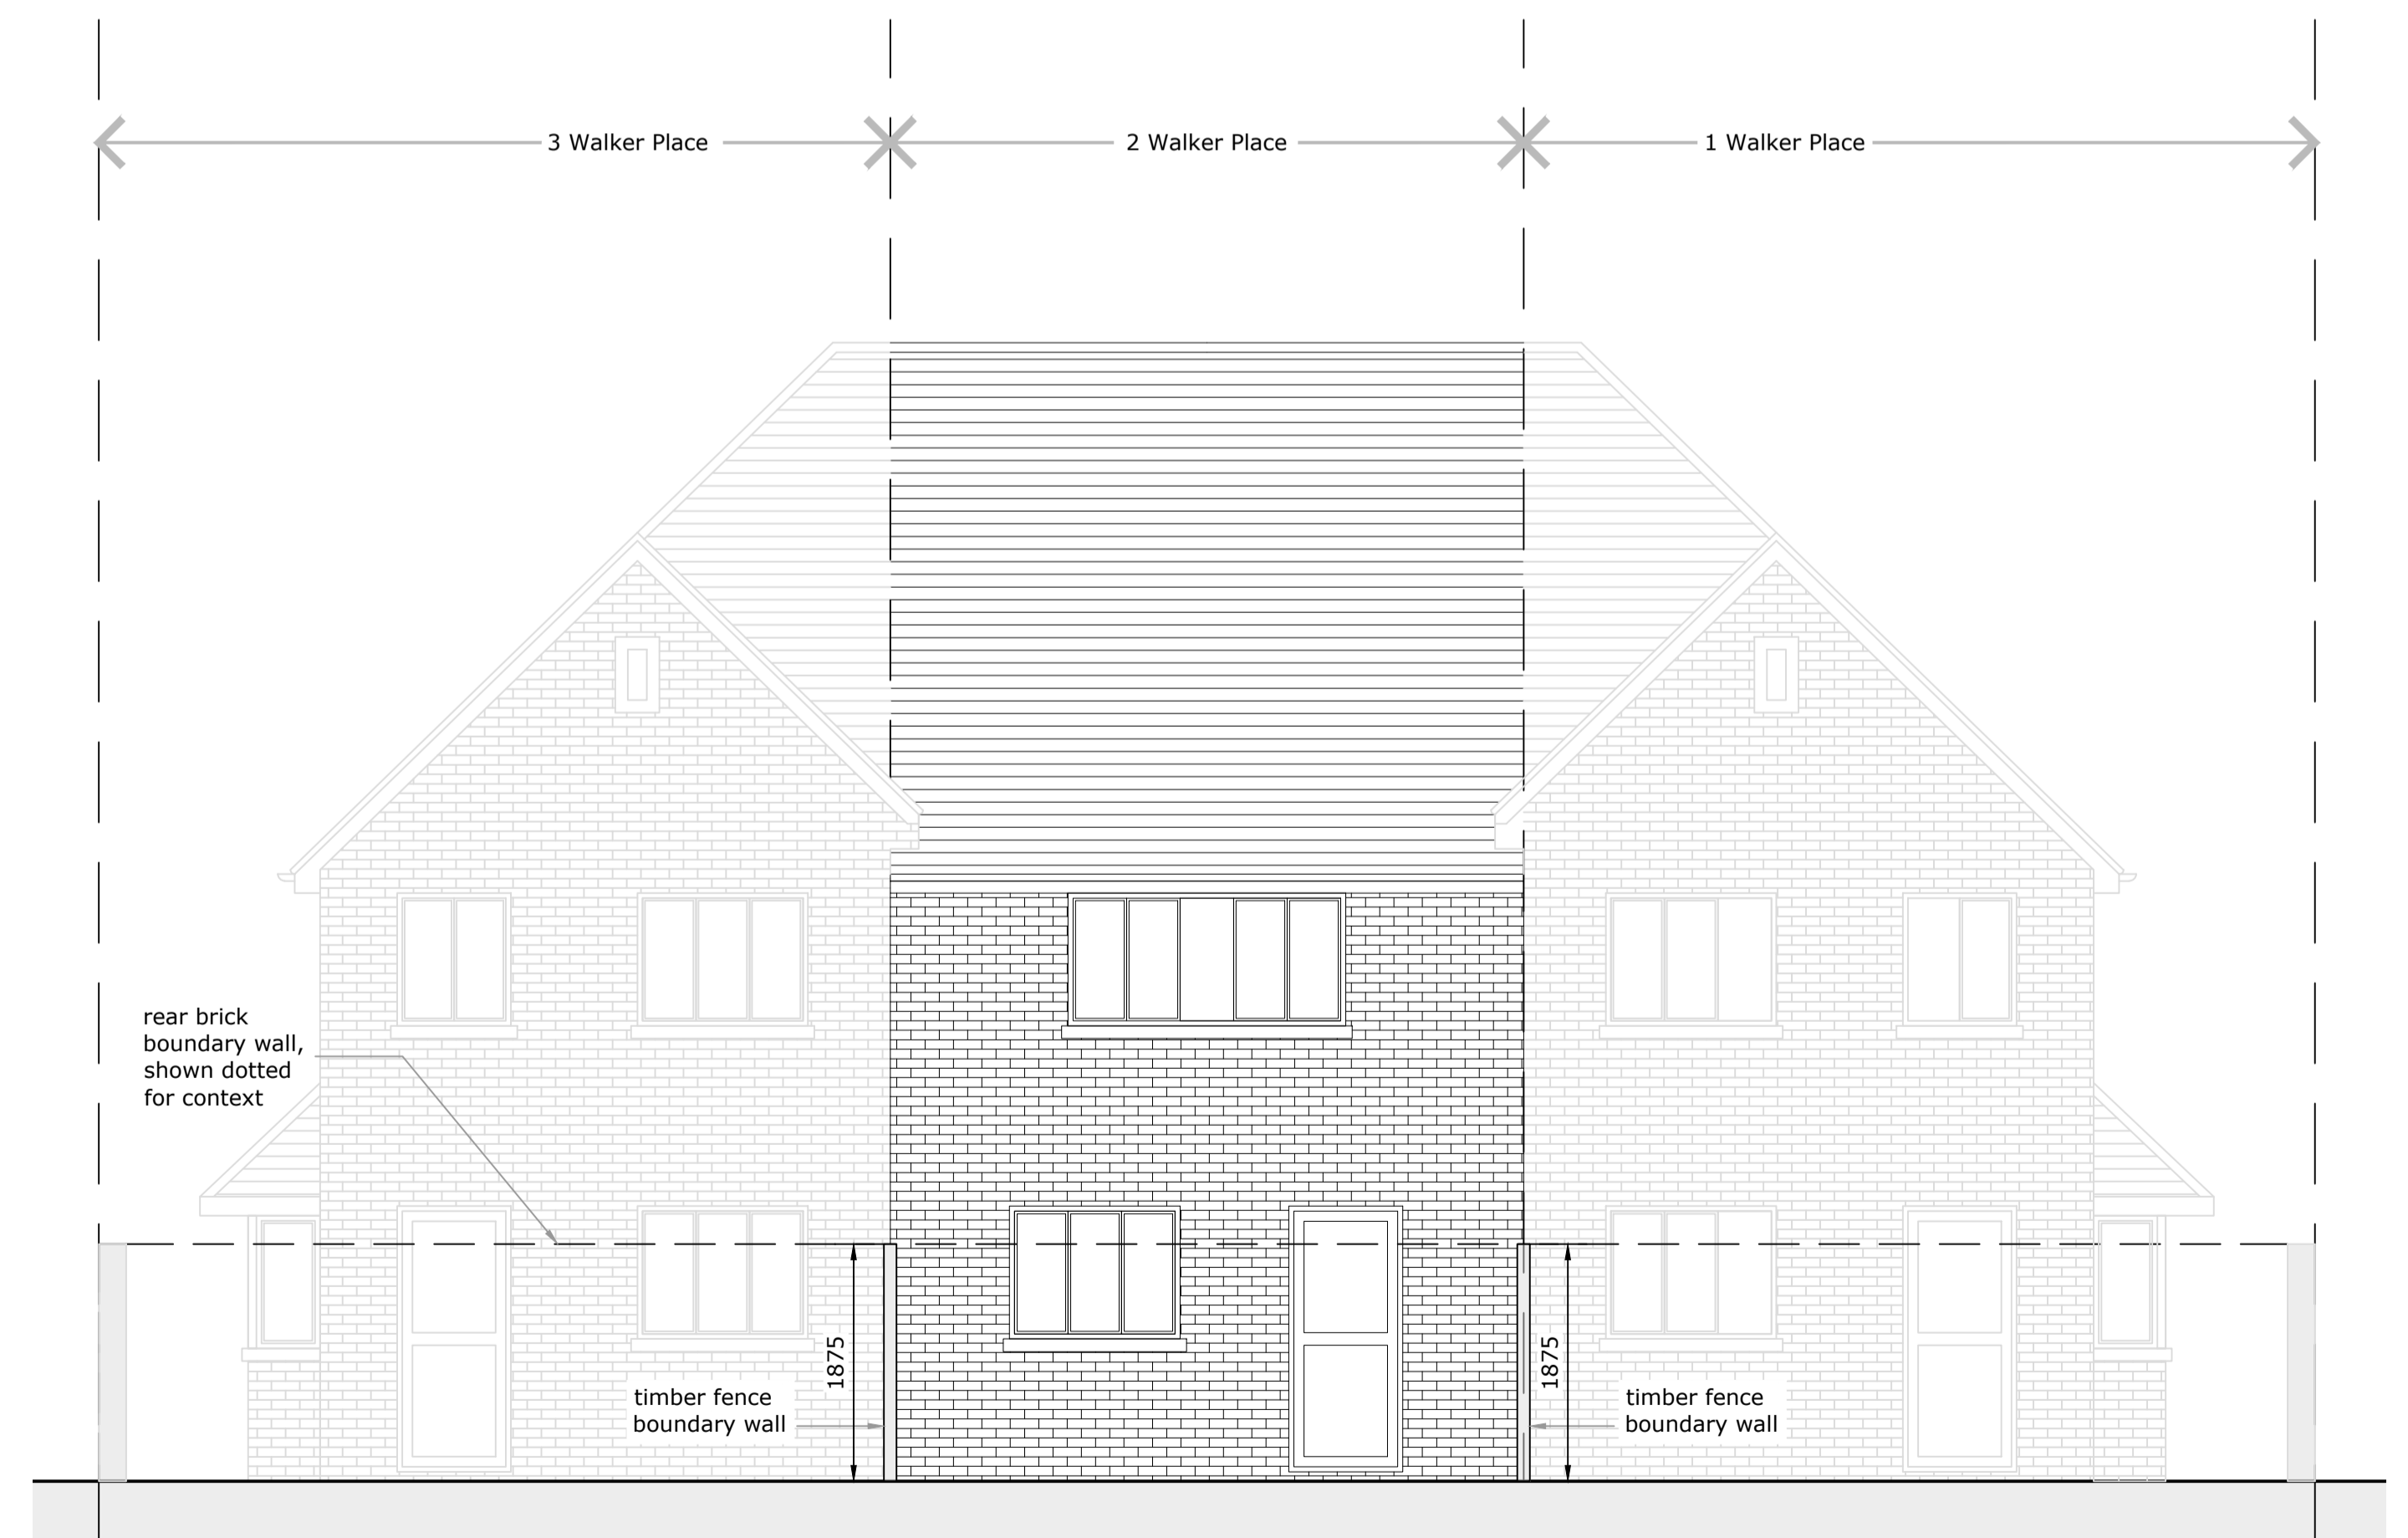 3 Walker Place
2 Walker Place
1 Walker Place
rear brick
boundary wall,
shown dotted
for context
1875
timber fence
boundary wall
1875
timber fence
boundary wall